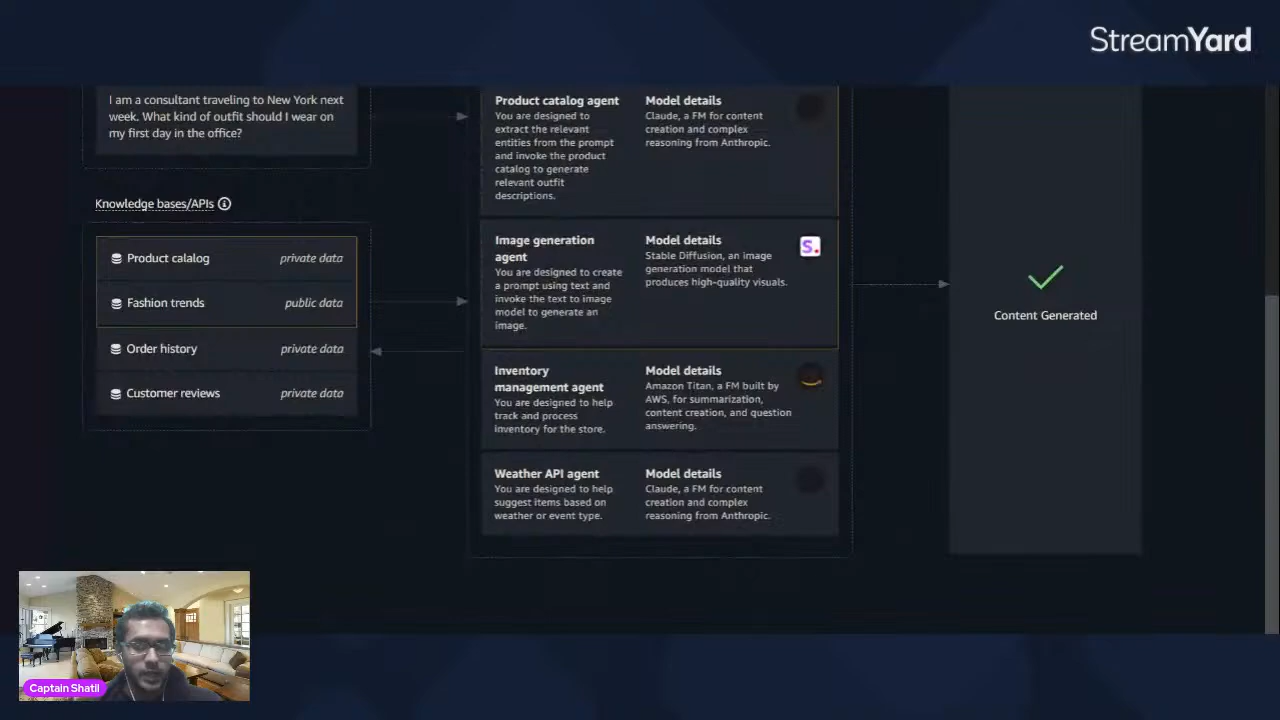 StreamYard
I am a consultant traveling to New York next
week. What kind of outfit should I wear on
my first day in the office?
Knowledge bases/APIs
Product catalog private data
Fashion trends public data
Order history private data
Customer reviews private data
Product catalog agent
You are designed to
extract the relevant
entities from the prompt
and invoke the product
catalog to generate
relevant outfit
descriptions.
Model details
Claude, a FM for content
creation and complex
reasoning from Anthropic.
Image generation
agent
You are designed to create
a prompt using text and
invoke the text to image
model to generate an
image.
Model details
Stable Diffusion, an image
generation model that
produces high-quality visuals.
S.
Inventory
management agent
You are designed to help
track and process
inventory for the store.
Model details
Amazon Titan, a FM built by
AWS, for summarization,
content creation, and question
answering.
Weather API agent
You are designed to help
suggest items based on
weather or event type.
Model details
Claude, a FM for content
creation and complex
reasoning from Anthropic.
Content Generated
Captain Shatil